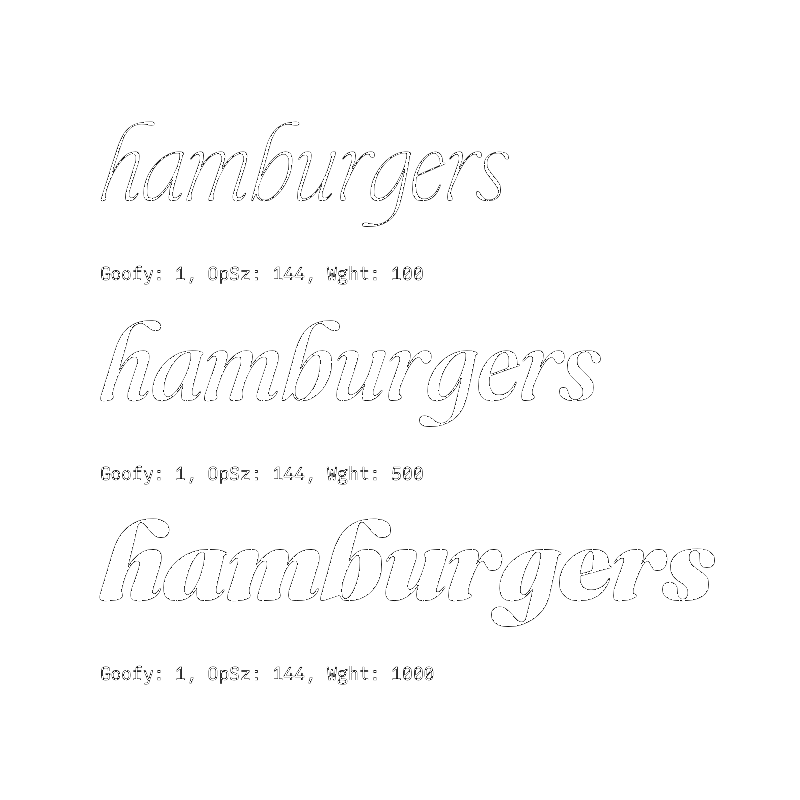 hamburgers
Goofy: 1, OpSz: 144, Wght: 100
hamburgers
Goofy: 1, OpSz: 144, Wght: 500
hamburgers
Goofy: 1, OpSz: 144, Wght: 1000